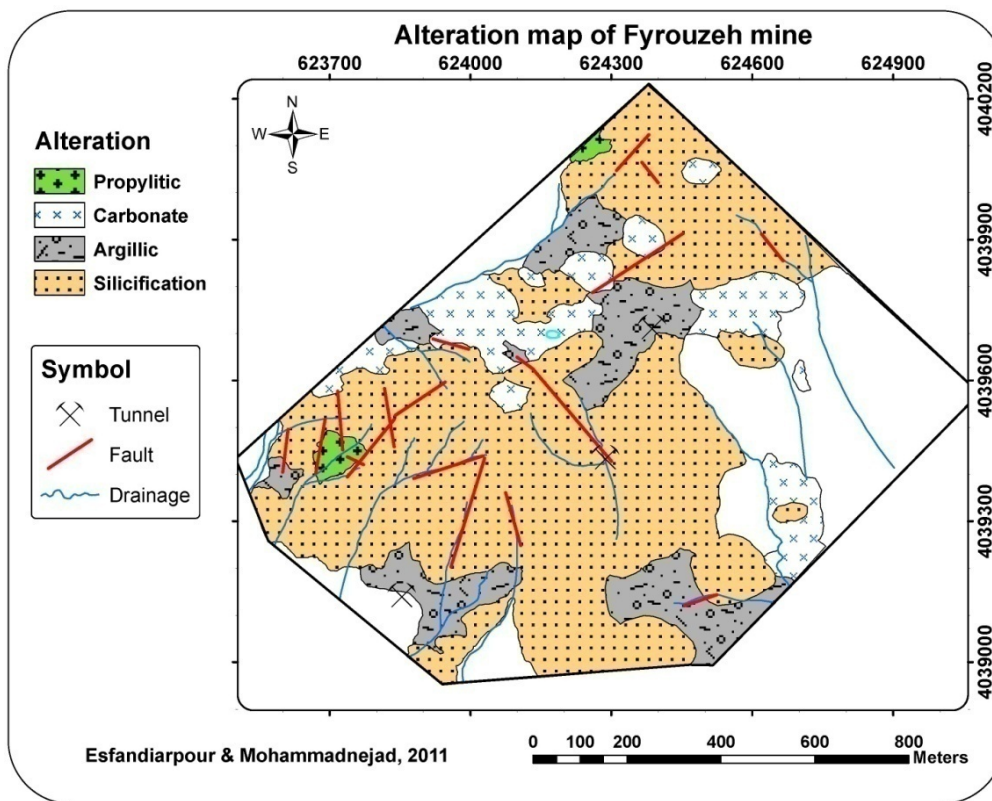 Alteration map of Fyrouzeh mine
623700 624000 624300 624600 624900
4040200
4039900
4039600
4039300
4039000
N
W E
S
Alteration
Propylitic
Carbonate
Argillic
Silicification
Symbol
Tunnel
Fault
Drainage
Esfandiarpour & Mohammadnejad, 2011
0 100 200 400 600 800
Meters